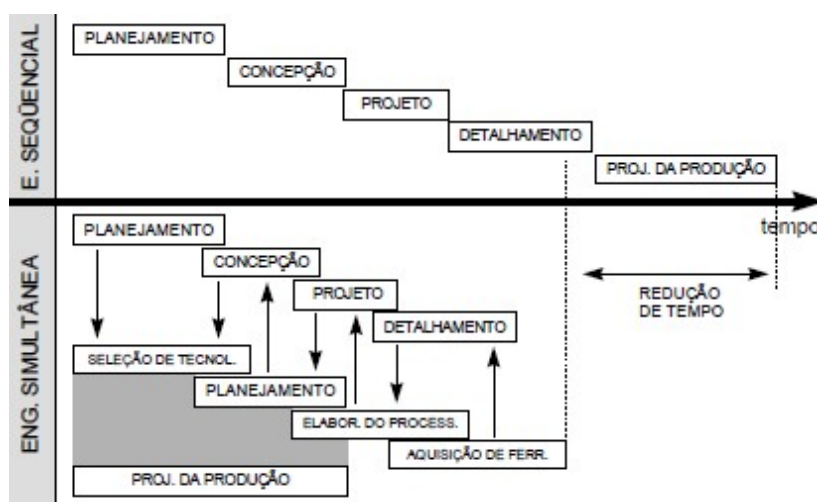 E. SEQÜENCIAL
PLANEJAMENTO
CONCEPÇÃO
PROJETO
DETALHAMENTO
PROJ. DA PRODUÇÃO
tempo
ENG. SIMULTÂNEA
PLANEJAMENTO
CONCEPÇÃO
PROJETO
DETALHAMENTO
REDUÇÃO
DE TEMPO
SELEÇÃO DE TECNOL.
PLANEJAMENTO
ELABOR. DO PROCESS.
AQUISIÇÃO DE FERR.
PROJ. DA PRODUÇÃO